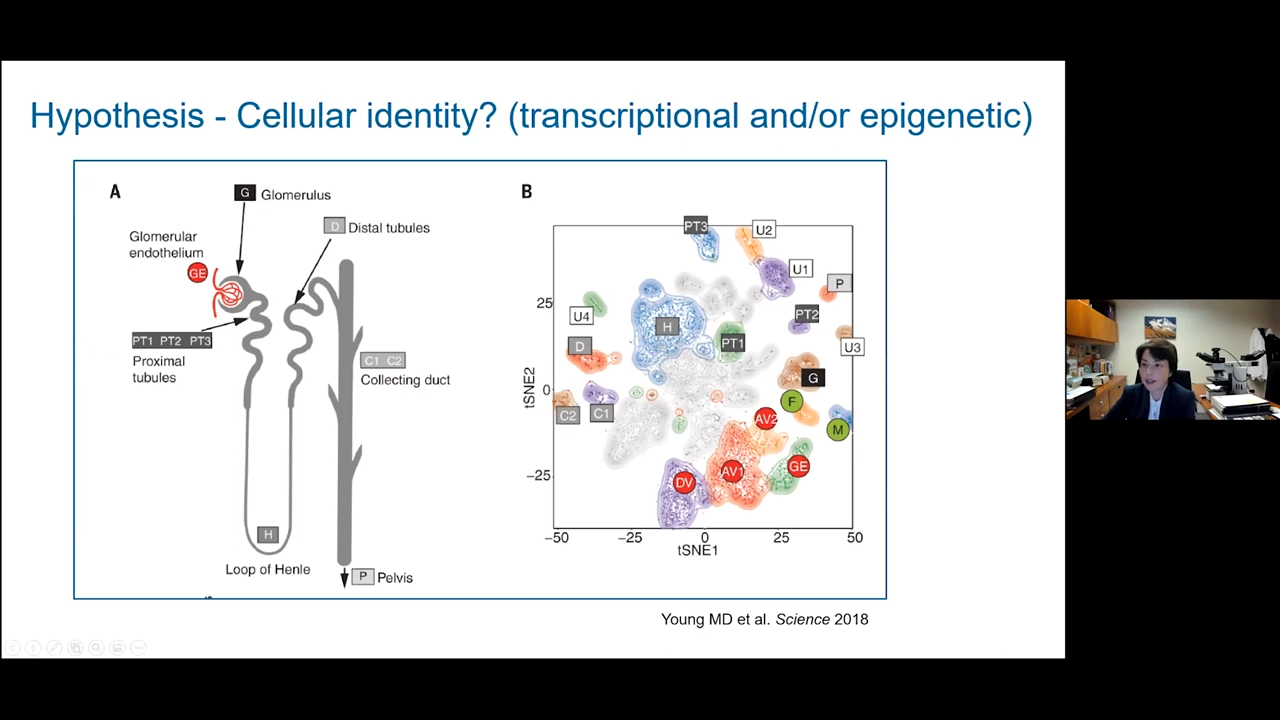 Hypothesis - Cellular identity? (transcriptional and/or epigenetic)
A
G Glomerulus
D Distal tubules
Glomerular
endothelium
GE
PT1 PT2 PT3
Proximal
tubules
C1 C2
Collecting duct
H
Loop of Henle
P Pelvis
B
PT3
U2
U1
P
PT2
U4
H
PT1
U3
D
G
F
C2
C1
AV2
M
AV1
GE
DV
25
0
−25
tSNE2
−50
−25
0
25
50
tSNE1
Young MD et al. Science 2018